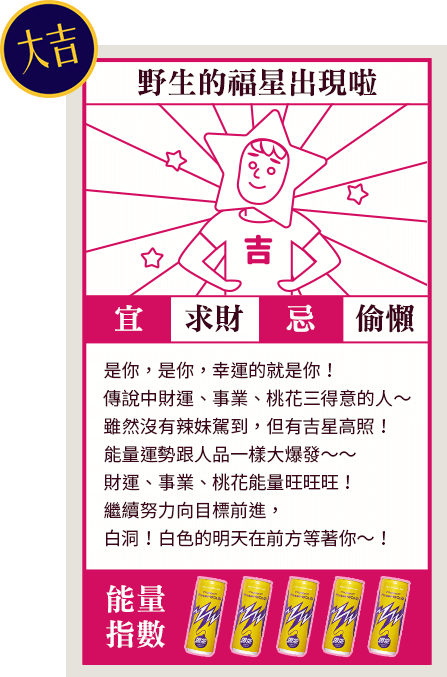 大吉
野生的福星出現啦
吉
宜 求財 忌 偷懶
是你，是你，幸運的就是你！
傳說中財運、事業、桃花三得意的人～
雖然沒有辣妹駕到，但有吉星高照！
能量運勢跟人品一樣大爆發～～
財運、事業、桃花能量旺旺旺！
繼續努力向目標前進，
白洞！白色的明天在前方等著你～！
能量
指數